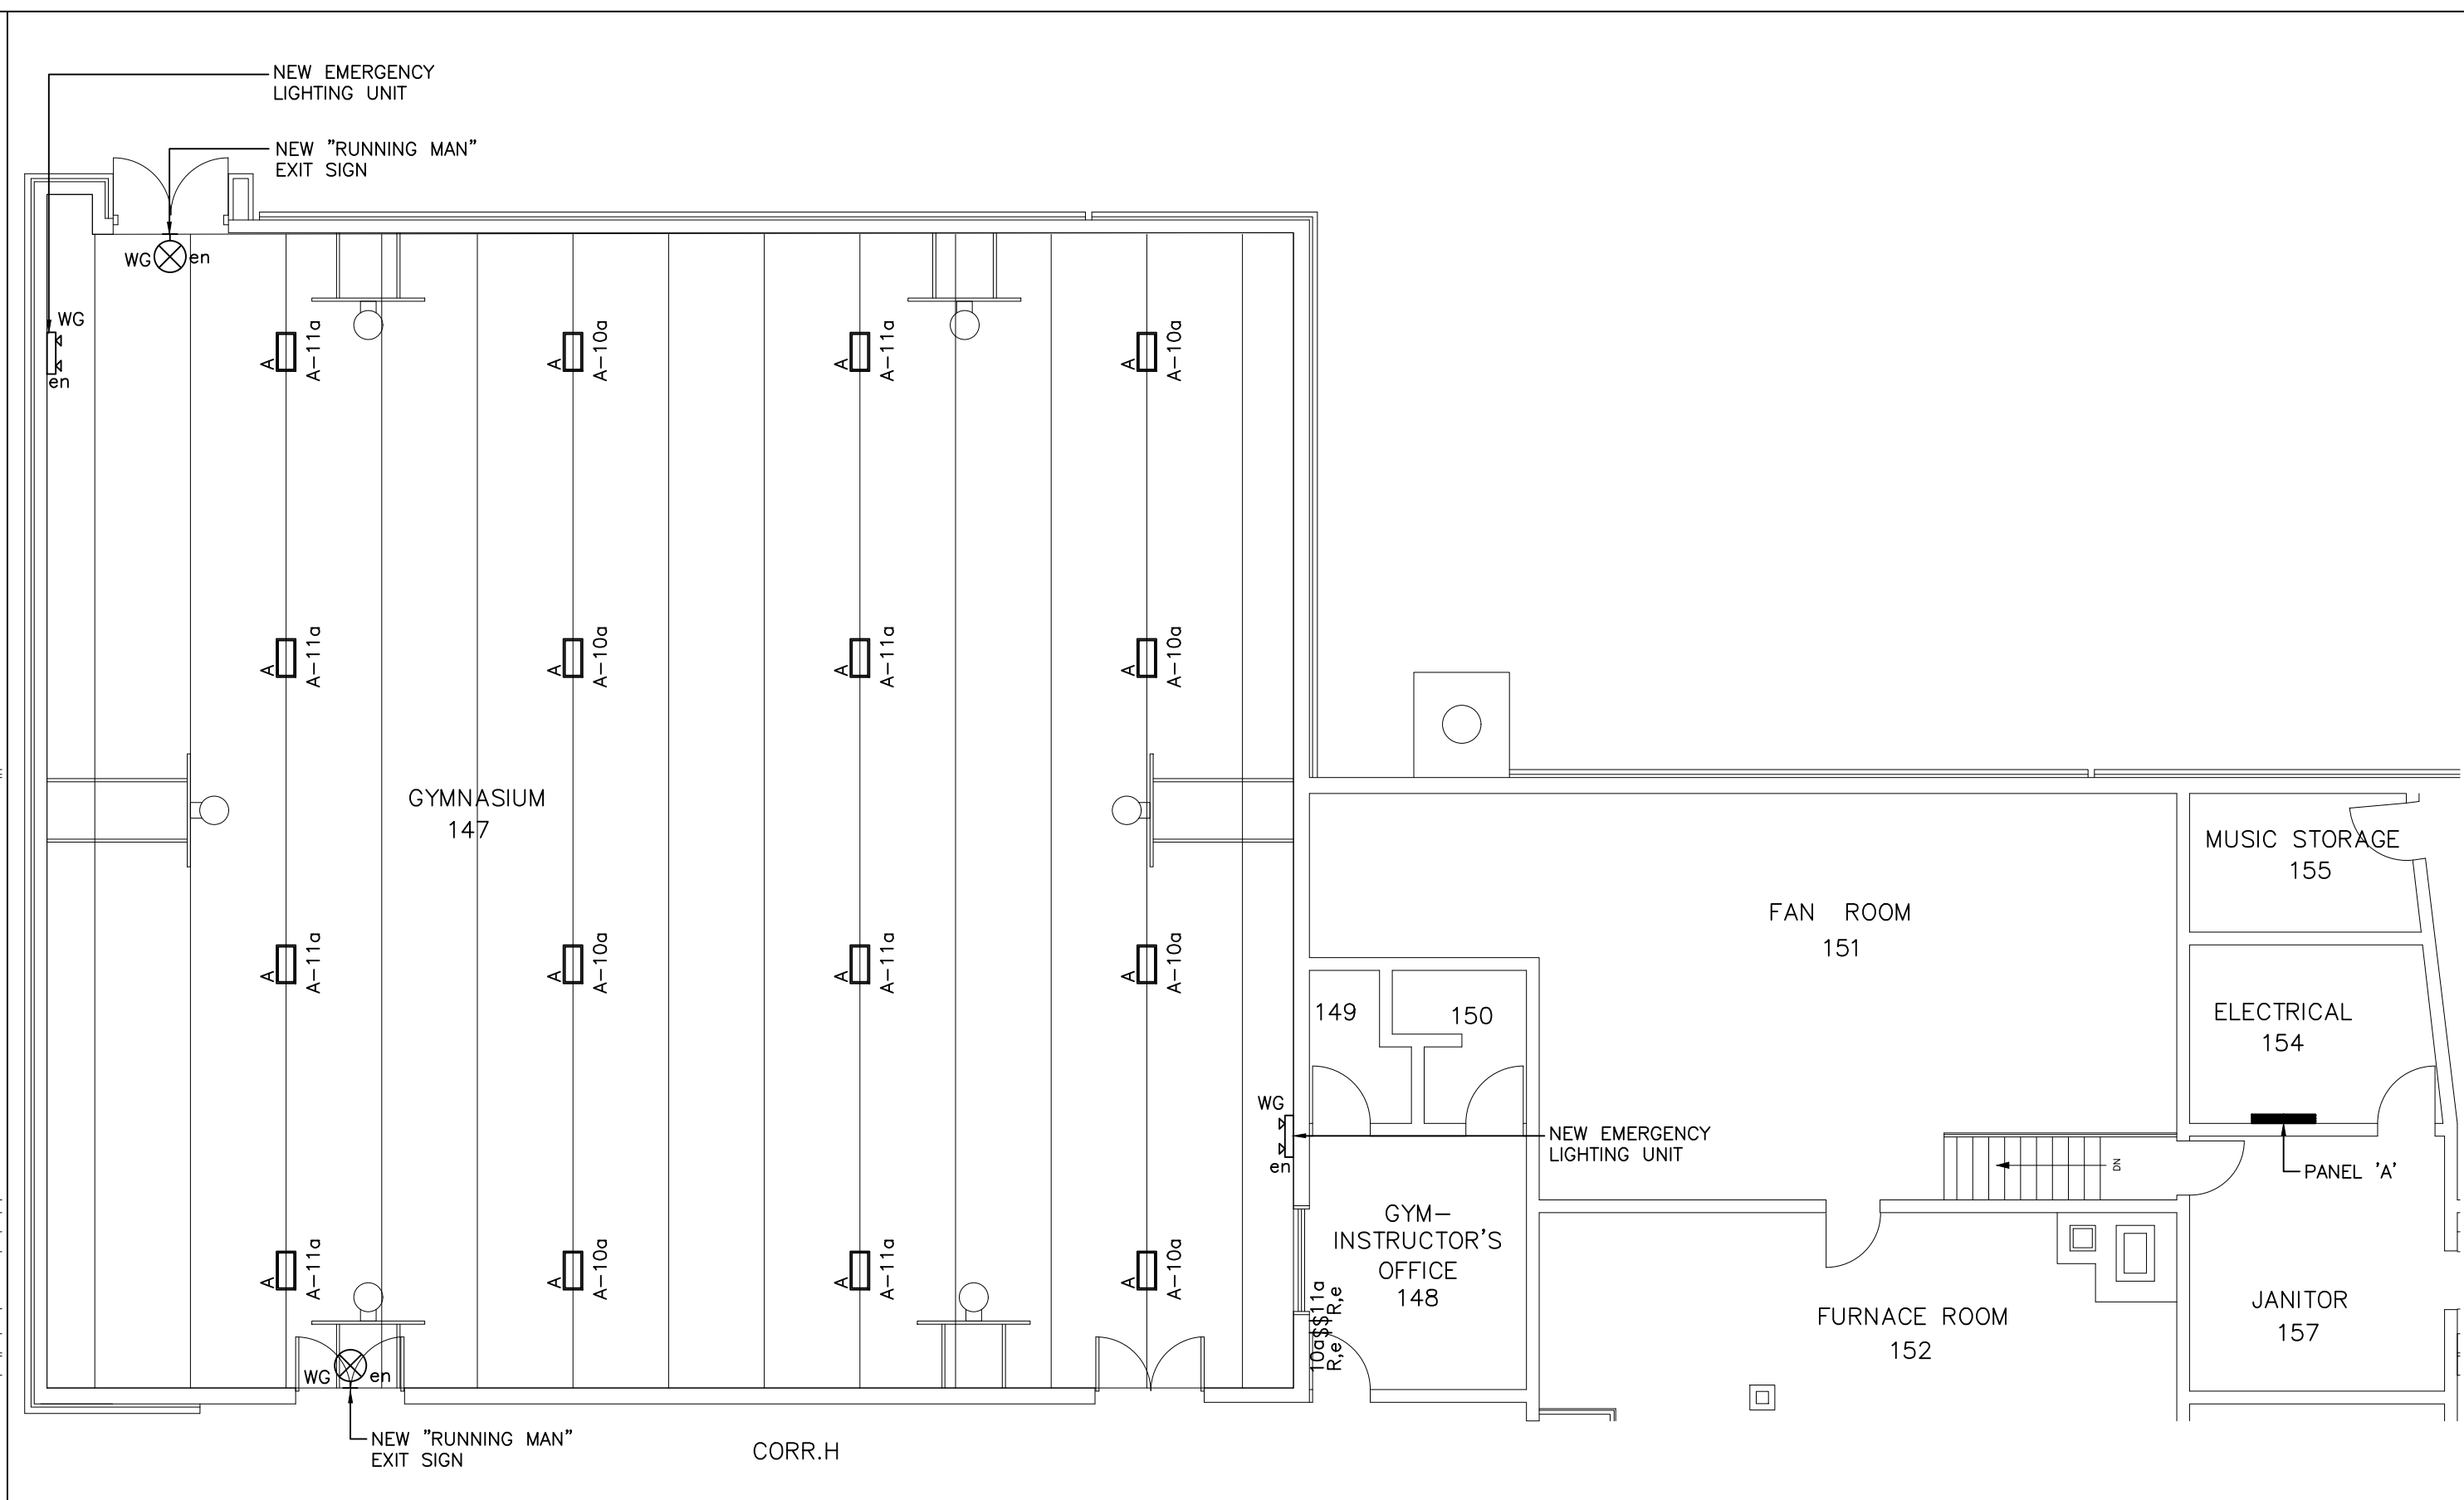 NEW EMERGENCY
LIGHTING UNIT
NEW "RUNNING MAN"
EXIT SIGN
WG
en
WG
en
A
A-11a
A
A-10a
A
A-11a
A
A-10a
A
A-11a
A
A-10a
A
A-11a
A
A-10a
GYMNASIUM
147
MUSIC STORAGE
155
FAN ROOM
151
A
A-11a
A
A-10a
A
A-11a
A
A-10a
149
150
ELECTRICAL
154
WG
en
NEW EMERGENCY
LIGHTING UNIT
DN
PANEL 'A'
GYM-
INSTRUCTOR'S
OFFICE
148
A
A-11a
A
A-10a
A
A-11a
A
A-10a
10a$$11a
R,e R,e
FURNACE ROOM
152
JANITOR
157
WG
en
NEW "RUNNING MAN"
EXIT SIGN
CORR.H